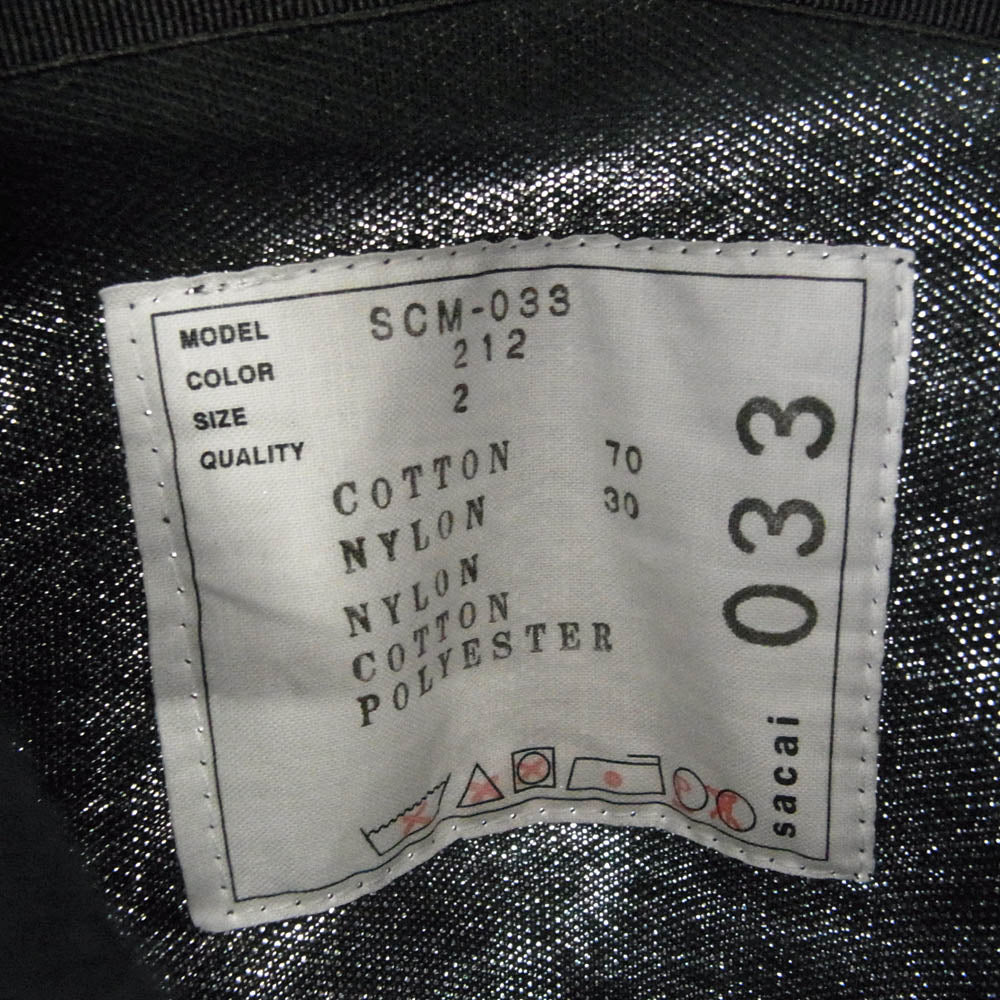 MODEL SCM-033
COLOR 212
SIZE 2
QUALITY
COTTON 70
NYLON 30
NYLON
COTTON
POLYESTER
sacai 033